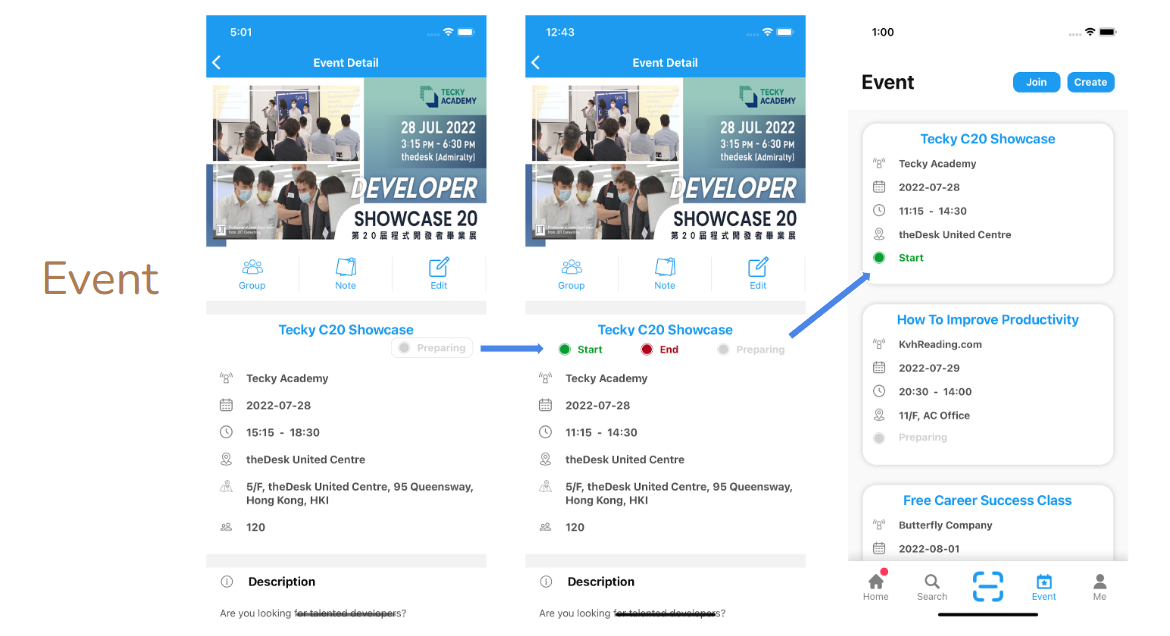 Event
5:01
Event Detail
TECKY
ACADEMY
28 JUL 2022
3:15 PM - 6:30 PM
thedesk (Admiralty)
DEVELOPER
SHOWCASE 20
第20屆程式開發者畢業展
Group
Note
Edit
Tecky C20 Showcase
Preparing
Tecky Academy
2022-07-28
15:15 - 18:30
theDesk United Centre
5/F, theDesk United Centre, 95 Queensway,
Hong Kong, HKI
120
Description
Are you looking for talented developers?
12:43
Event Detail
TECKY
ACADEMY
28 JUL 2022
3:15 PM - 6:30 PM
thedesk (Admiralty)
DEVELOPER
SHOWCASE 20
第20屆程式開發者畢業展
Group
Note
Edit
Tecky C20 Showcase
Start End Preparing
Tecky Academy
2022-07-28
11:15 - 14:30
theDesk United Centre
5/F, theDesk United Centre, 95 Queensway,
Hong Kong, HKI
120
Description
Are you looking for talented developers?
1:00
Event
Join
Create
Tecky C20 Showcase
Tecky Academy
2022-07-28
11:15 - 14:30
theDesk United Centre
Start
How To Improve Productivity
KvhReading.com
2022-07-29
20:30 - 14:00
11/F, AC Office
Preparing
Free Career Success Class
Butterfly Company
2022-08-01
Home
Search
Event
Me